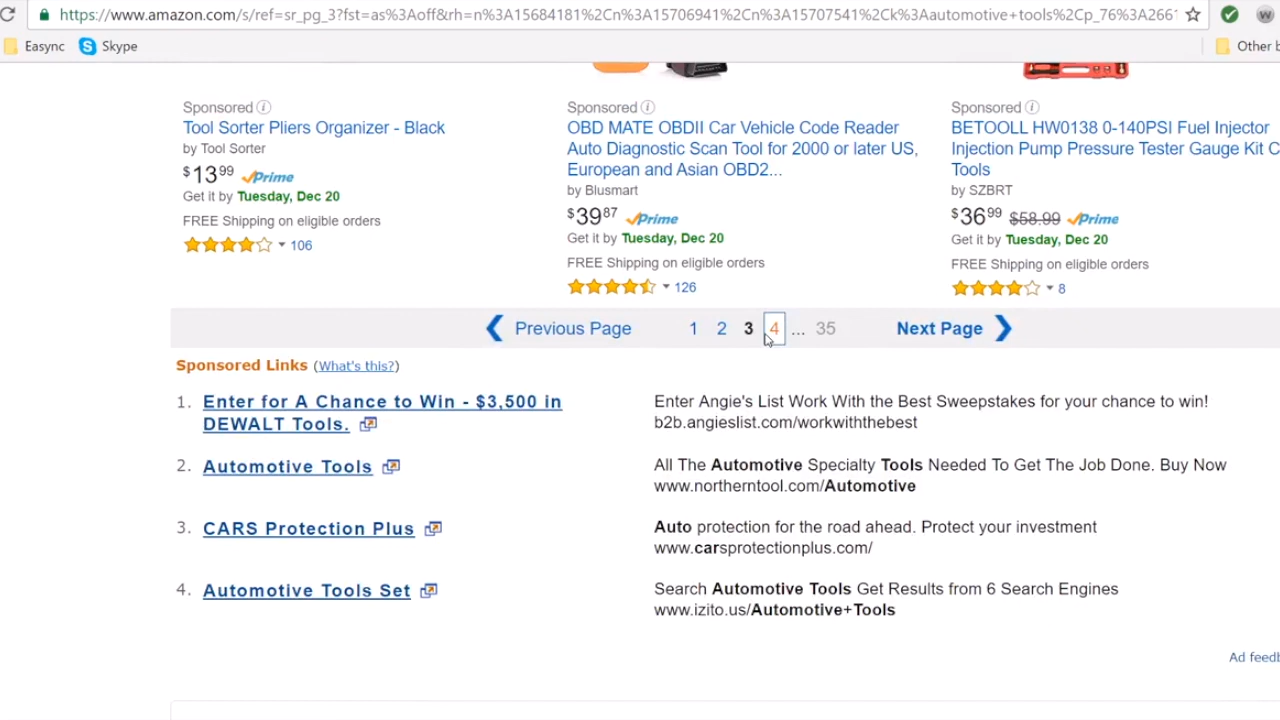 https://www.amazon.com/s/ref=sr_pg_3?fst=as%3Aoff&rh=n%3A15684181%2Cn%3A15706941%2Cn%3A15707541%2Ck%3Aautomotive+tools%2Cp_76%3A2661
Easync
Skype
Other b
Sponsored
Tool Sorter Pliers Organizer - Black
by Tool Sorter
$13 99 Prime
Get it by Tuesday, Dec 20
FREE Shipping on eligible orders
106
Sponsored
OBD MATE OBDII Car Vehicle Code Reader
Auto Diagnostic Scan Tool for 2000 or later US,
European and Asian OBD2...
by Blusmart
$39 87 Prime
Get it by Tuesday, Dec 20
FREE Shipping on eligible orders
126
Sponsored
BETOOLL HW0138 0-140PSI Fuel Injector
Injection Pump Pressure Tester Gauge Kit C
Tools
by SZBRT
$36 99 $58.99 Prime
Get it by Tuesday, Dec 20
FREE Shipping on eligible orders
8
Previous Page 1 2 3 4 ... 35 Next Page
Sponsored Links (What's this?)
1. Enter for A Chance to Win - $3,500 in
DEWALT Tools.
Enter Angie's List Work With the Best Sweepstakes for your chance to win!
b2b.angieslist.com/workwiththebest
2. Automotive Tools
All The Automotive Specialty Tools Needed To Get The Job Done. Buy Now
www.northerntool.com/Automotive
3. CARS Protection Plus
Auto protection for the road ahead. Protect your investment
www.carsprotectionplus.com/
4. Automotive Tools Set
Search Automotive Tools Get Results from 6 Search Engines
www.izito.us/Automotive+Tools
Ad feedb